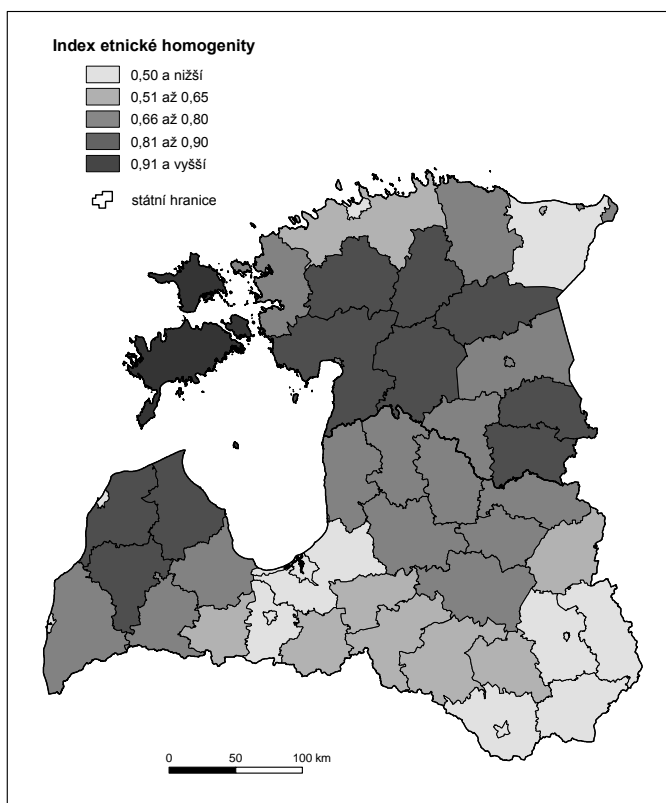 Index etnické homogenity
0,50 a nižší
0,51 až 0,65
0,66 až 0,80
0,81 až 0,90
0,91 a vyšší
státní hranice
0 50 100 km